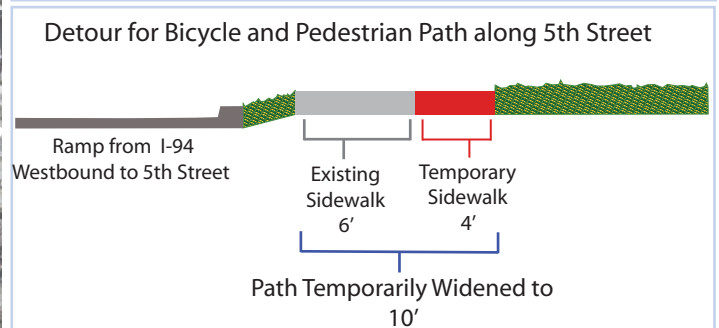 Detour for Bicycle and Pedestrian Path along 5th Street
Ramp from I-94
Westbound to 5th Street
Existing
Sidewalk
6'
Temporary
Sidewalk
4'
Path Temporarily Widened to
10'